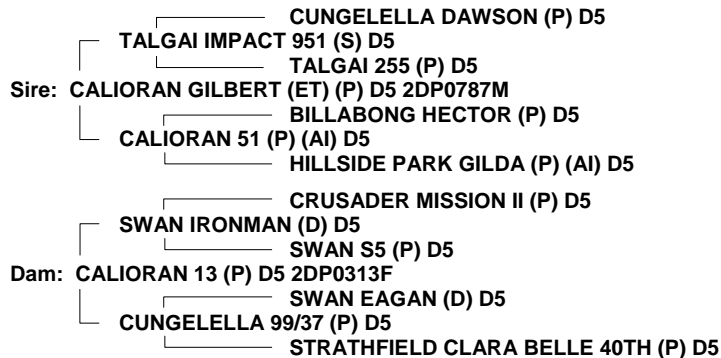 CUNGELELLA DAWSON (P) D5
TALGAI IMPACT 951 (S) D5
TALGAI 255 (P) D5
Sire: CALIORAN GILBERT (ET) (P) D5 2DP0787M
BILLABONG HECTOR (P) D5
CALIORAN 51 (P) (AI) D5
HILLSIDE PARK GILDA (P) (AI) D5
CRUSADER MISSION II (P) D5
SWAN IRONMAN (D) D5
SWAN S5 (P) D5
Dam: CALIORAN 13 (P) D5 2DP0313F
SWAN EAGAN (D) D5
CUNGELELLA 99/37 (P) D5
STRATHFIELD CLARA BELLE 40TH (P) D5